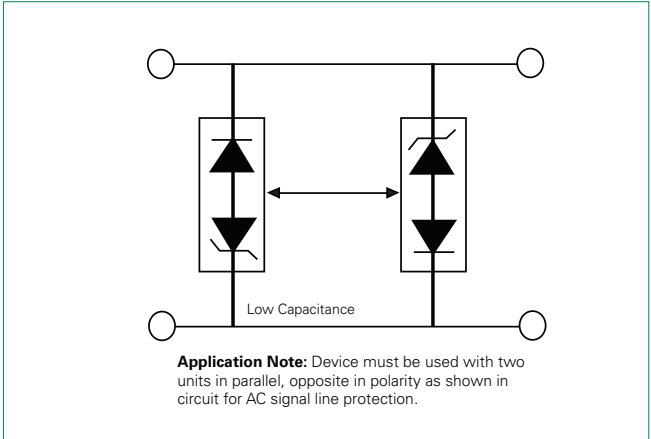 Low Capacitance
Application Note: Device must be used with two
units in parallel, opposite in polarity as shown in
circuit for AC signal line protection.